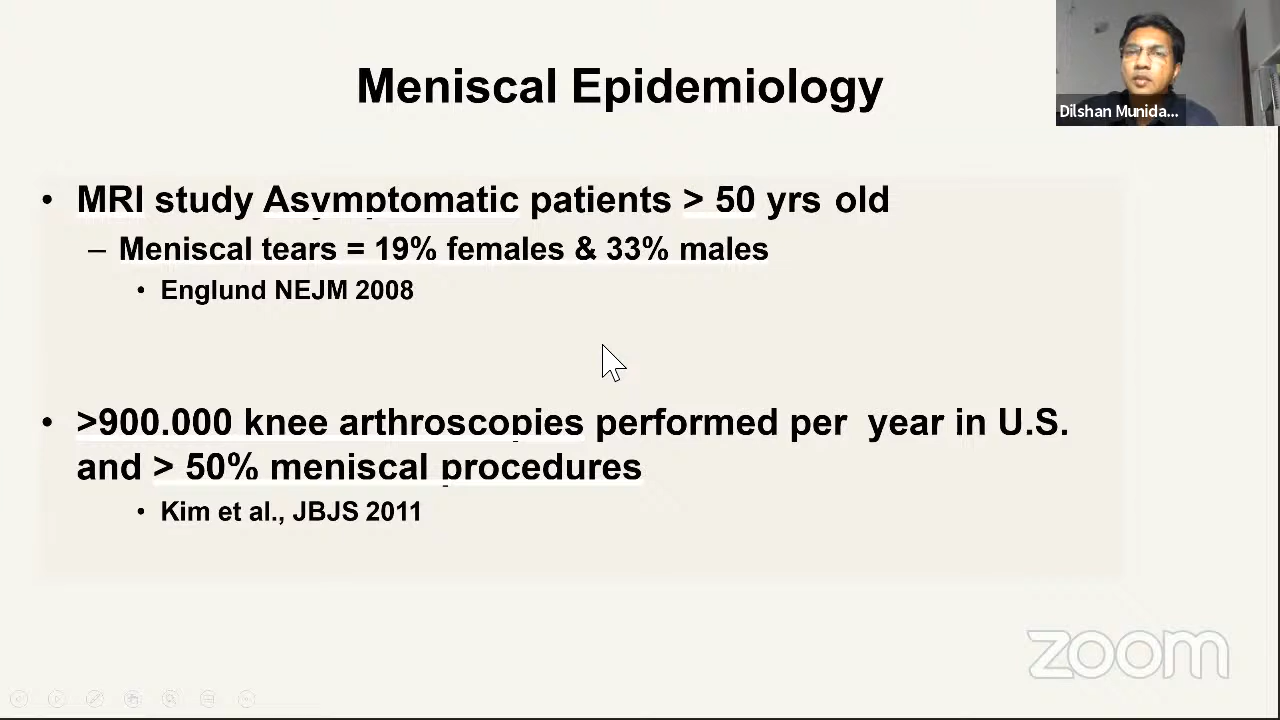 Meniscal Epidemiology
Dilshan Munida...
• MRI study Asymptomatic patients > 50 yrs old
– Meniscal tears = 19% females & 33% males
• Englund NEJM 2008
• >900.000 knee arthroscopies performed per year in U.S.
and > 50% meniscal procedures
• Kim et al., JBJS 2011
zoom